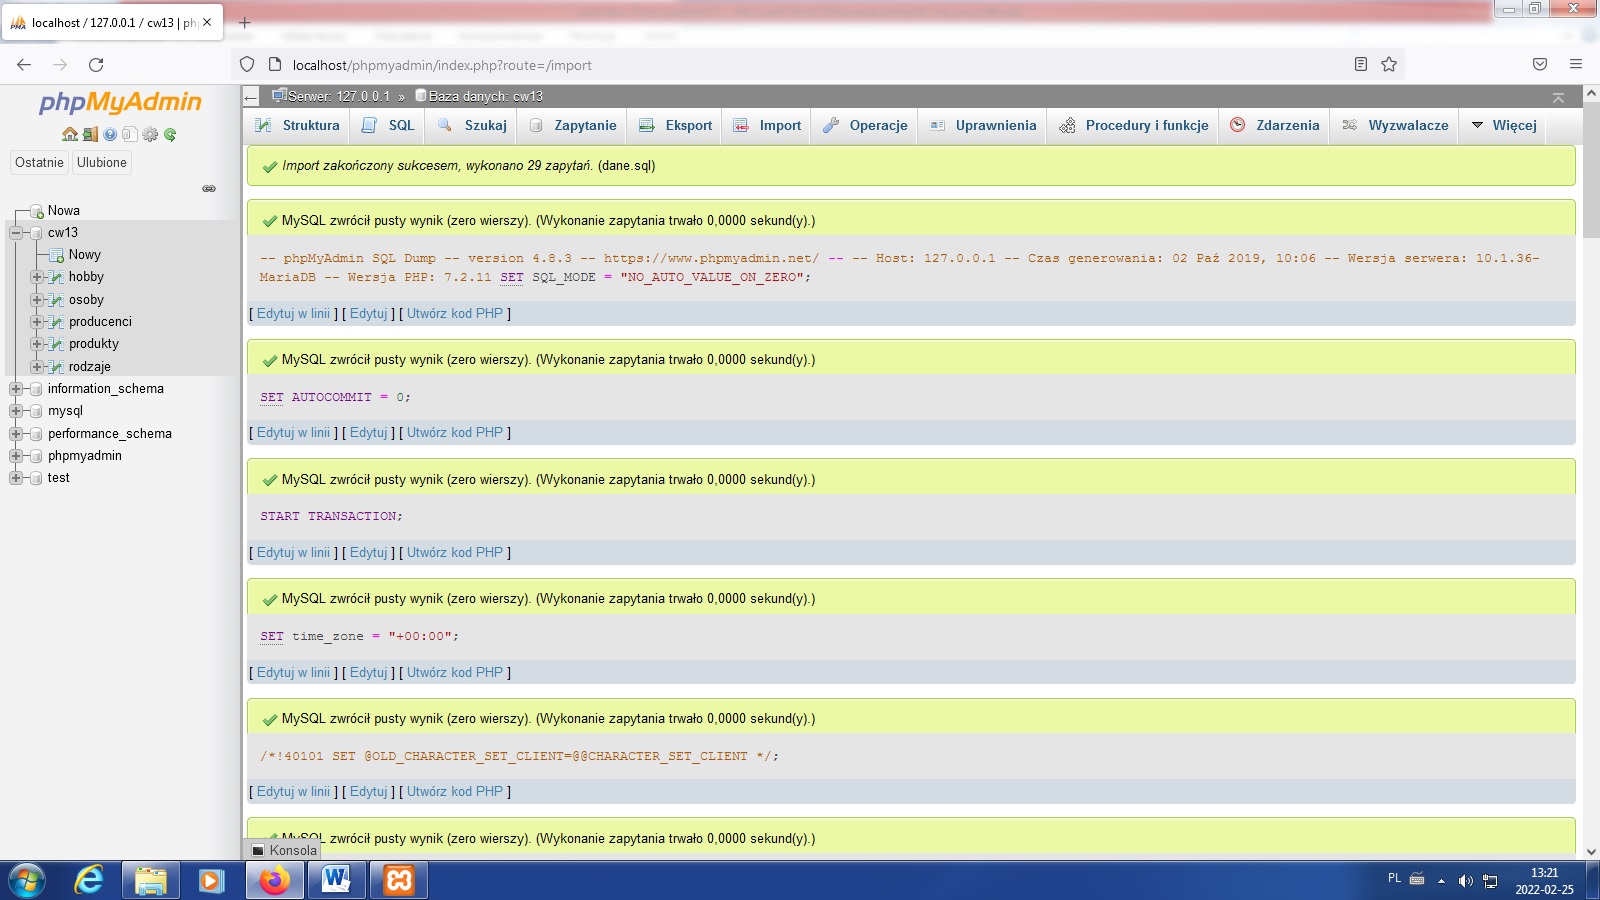 localhost / 127.0.0.1 / cw13 | ph
localhost/phpmyadmin/index.php?route=/import
phpMyAdmin
Ostatnie
Ulubione
Nowa
cw13
Nowy
hobby
osoby
producenci
produkty
rodzaje
information_schema
mysql
performance_schema
phpmyadmin
test
Serwer: 127.0.0.1 » Baza danych: cw13
Struktura SQL Szukaj Zapytanie Eksport Import Operacje Uprawnienia Procedury i funkcje Zdarzenia Wyzwalacze Więcej
Import zakończony sukcesem, wykonano 29 zapytań. (dane.sql)
MySQL zwrócił pusty wynik (zero wierszy). (Wykonanie zapytania trwało 0,0000 sekund(y).)
-- phpMyAdmin SQL Dump -- version 4.8.3 -- https://www.phpmyadmin.net/ -- -- Host: 127.0.0.1 -- Czas generowania: 02 Paź 2019, 10:06 -- Wersja serwera: 10.1.36-
MariaDB -- Wersja PHP: 7.2.11 SET SQL_MODE = "NO_AUTO_VALUE_ON_ZERO";
[ Edytuj w linii ] [ Edytuj ] [ Utwórz kod PHP ]
MySQL zwrócił pusty wynik (zero wierszy). (Wykonanie zapytania trwało 0,0000 sekund(y).)
SET AUTOCOMMIT = 0;
[ Edytuj w linii ] [ Edytuj ] [ Utwórz kod PHP ]
MySQL zwrócił pusty wynik (zero wierszy). (Wykonanie zapytania trwało 0,0000 sekund(y).)
START TRANSACTION;
[ Edytuj w linii ] [ Edytuj ] [ Utwórz kod PHP ]
MySQL zwrócił pusty wynik (zero wierszy). (Wykonanie zapytania trwało 0,0000 sekund(y).)
SET time_zone = "+00:00";
[ Edytuj w linii ] [ Edytuj ] [ Utwórz kod PHP ]
MySQL zwrócił pusty wynik (zero wierszy). (Wykonanie zapytania trwało 0,0000 sekund(y).)
/*!40101 SET @OLD_CHARACTER_SET_CLIENT=@@CHARACTER_SET_CLIENT */;
[ Edytuj w linii ] [ Edytuj ] [ Utwórz kod PHP ]
MySQL zwrócił pusty wynik (zero wierszy). (Wykonanie zapytania trwało 0,0000 sekund(y).)
Konsola
PL
13:21
2022-02-25